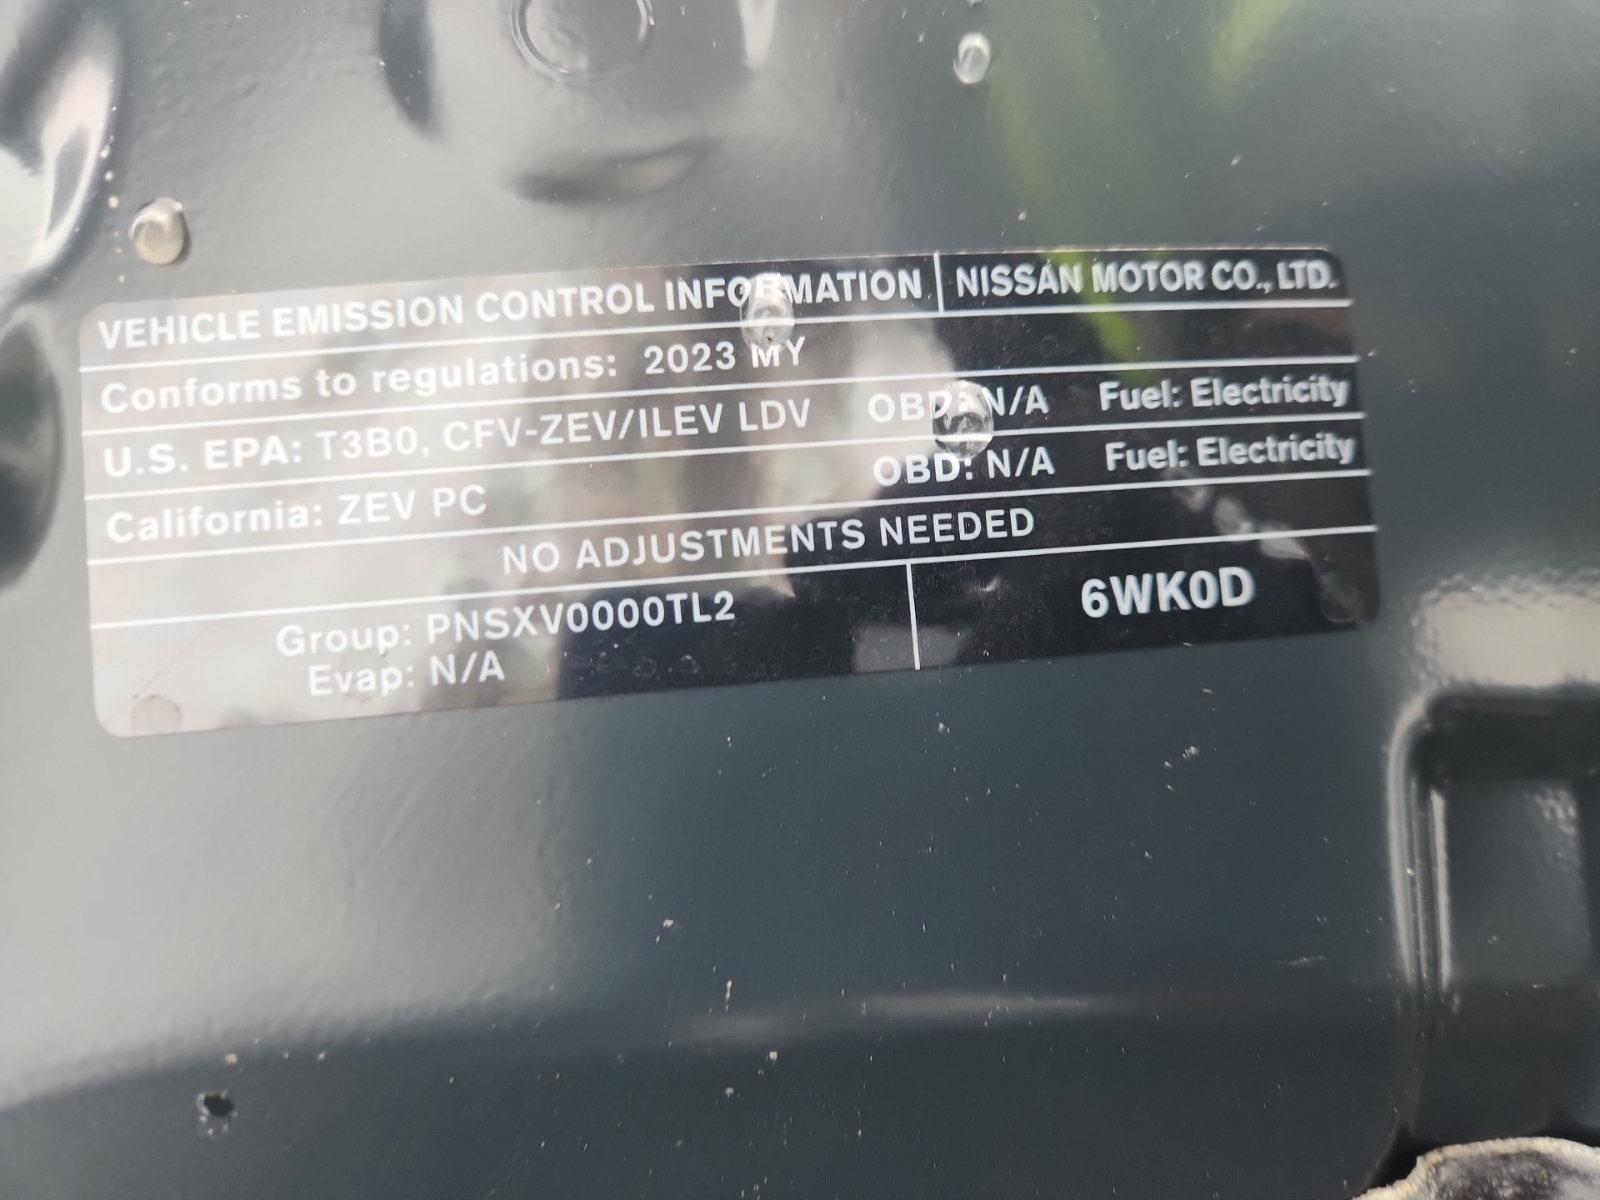 VEHICLE EMISSION CONTROL INFORMATION NISSAN MOTOR CO., LTD.
Conforms to regulations: 2023 MY
U.S. EPA: T3B0, CFV-ZEV/ILEV LDV OBD: N/A Fuel: Electricity
California: ZEV PC OBD: N/A Fuel: Electricity
NO ADJUSTMENTS NEEDED
Group: PNSXV0000TL2
Evap: N/A
6WK0D